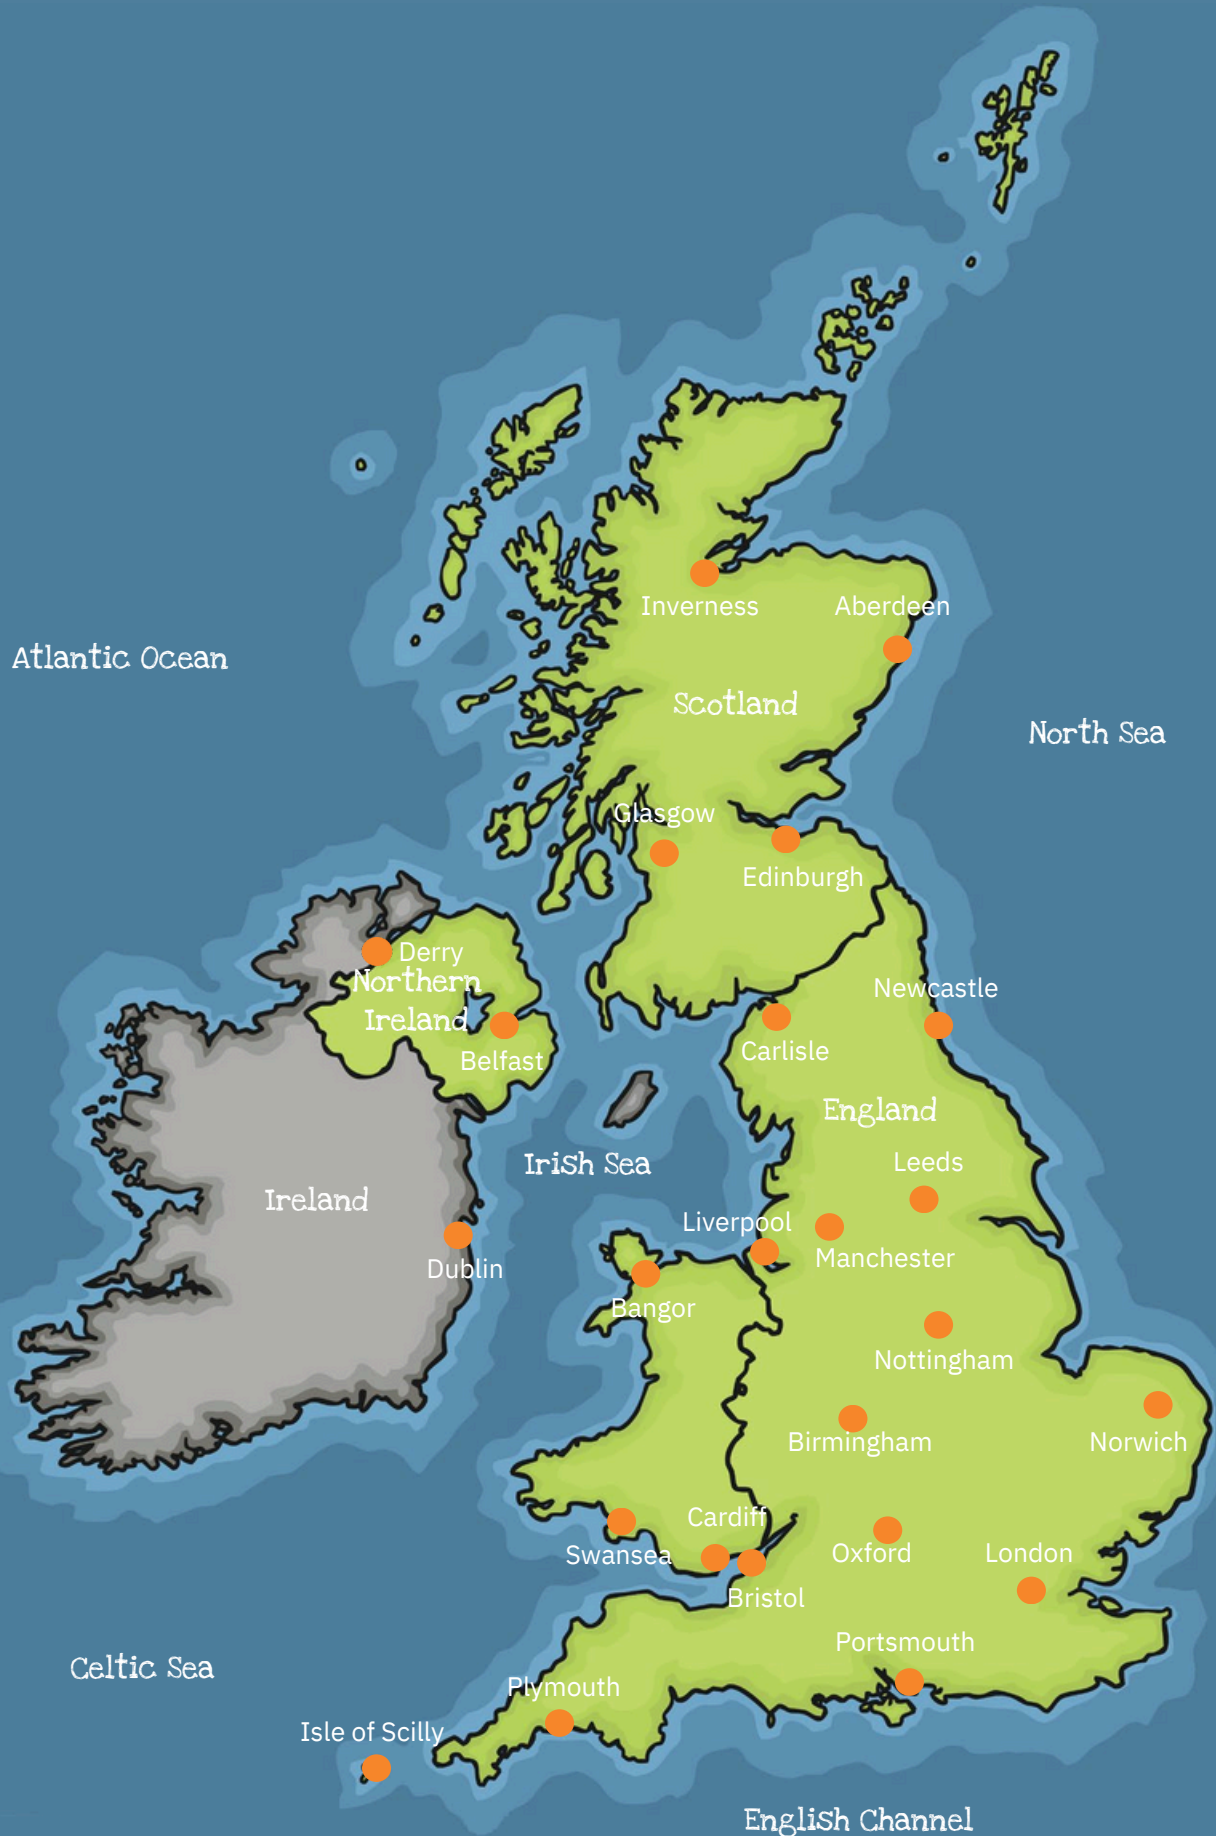 Inverness
Aberdeen
Atlantic Ocean
Scotland
North Sea
Glasgow
Edinburgh
Derry
Northern
Ireland
Newcastle
Belfast
Carlisle
England
Irish Sea
Leeds
Ireland
Liverpool
Manchester
Dublin
Bangor
Nottingham
Birmingham
Norwich
Cardiff
Swansea
Oxford
London
Bristol
Portsmouth
Celtic Sea
Plymouth
Isle of Scilly
English Channel